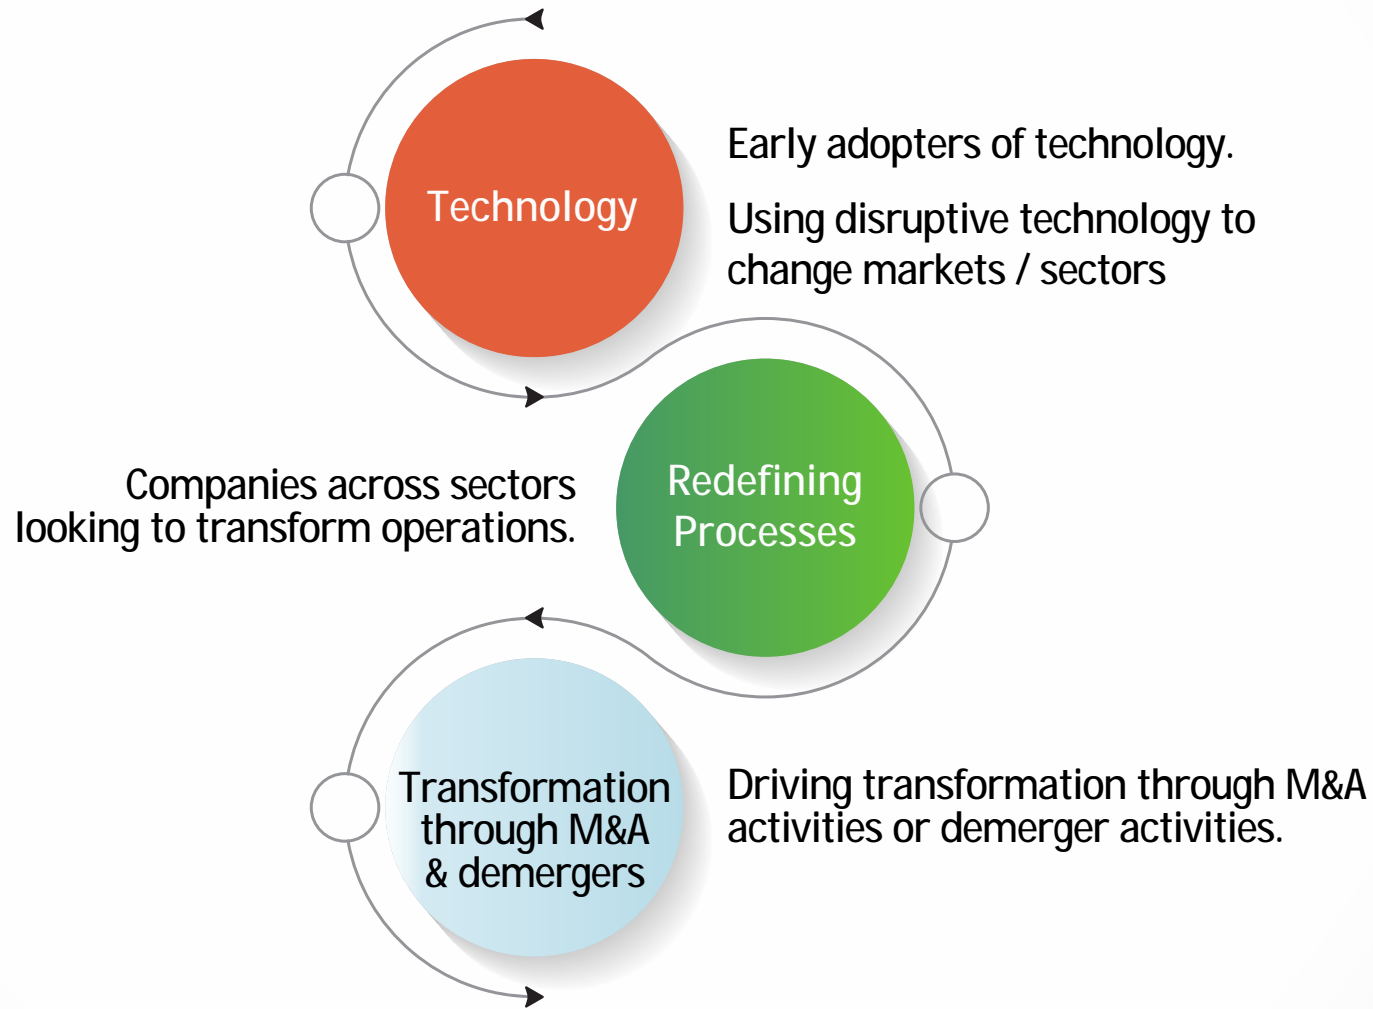 Technology
Early adopters of technology.
Using disruptive technology to
change markets / sectors
Companies across sectors
looking to transform operations.
Redefining
Processes
Transformation
through M&A
& demergers
Driving transformation through M&A
activities or demerger activities.